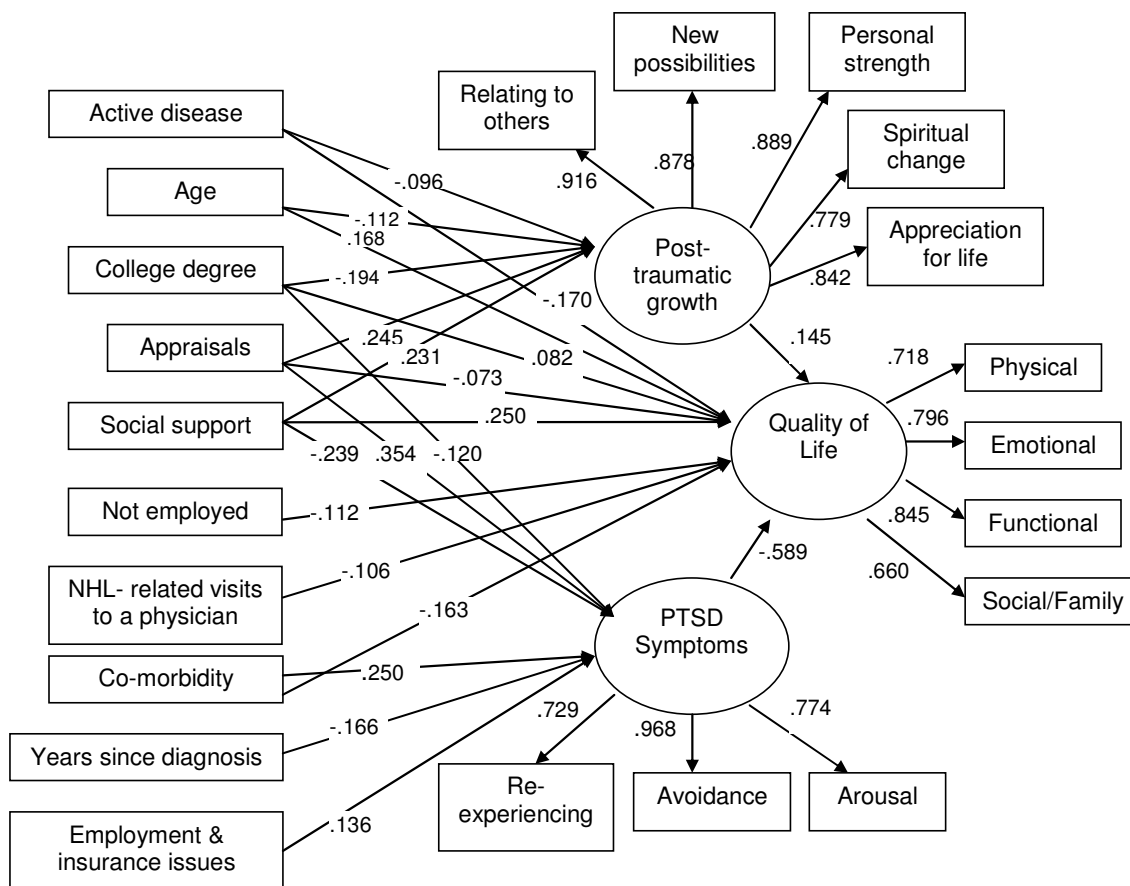 New
possibilities
Personal
strength
Relating to
others
Spiritual
change
Appreciation
for life
.916
.878
.889
.779
.842
Post-
traumatic
growth
Active disease
Age
College degree
Appraisals
Social support
Not employed
NHL- related visits
to a physician
Co-morbidity
Years since diagnosis
Employment &
insurance issues
-.096
-.112
.168
-.194
-.170
.245
.231
.082
-.073
.250
-.239
.354
-.120
-.112
-.106
-.163
.250
-.166
.136
.145
-.589
Quality of
Life
.718
.796
.845
.660
Physical
Emotional
Functional
Social/Family
PTSD
Symptoms
.729
.968
.774
Re-
experiencing
Avoidance
Arousal